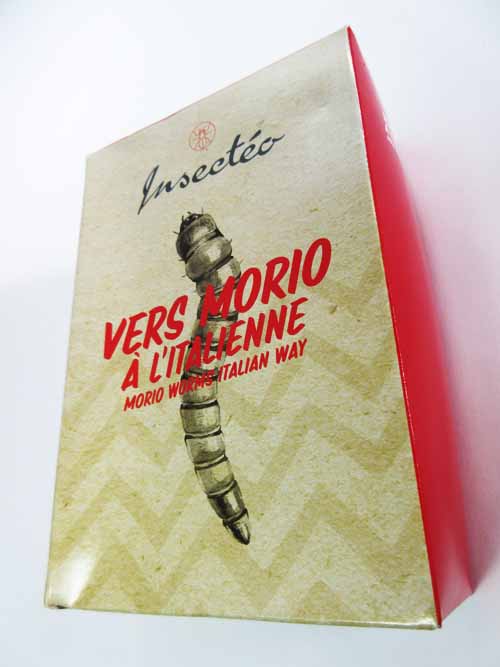 Insectéo
VERS MORIO
À L'ITALIENNE
MORIO WORMS ITALIAN WAY